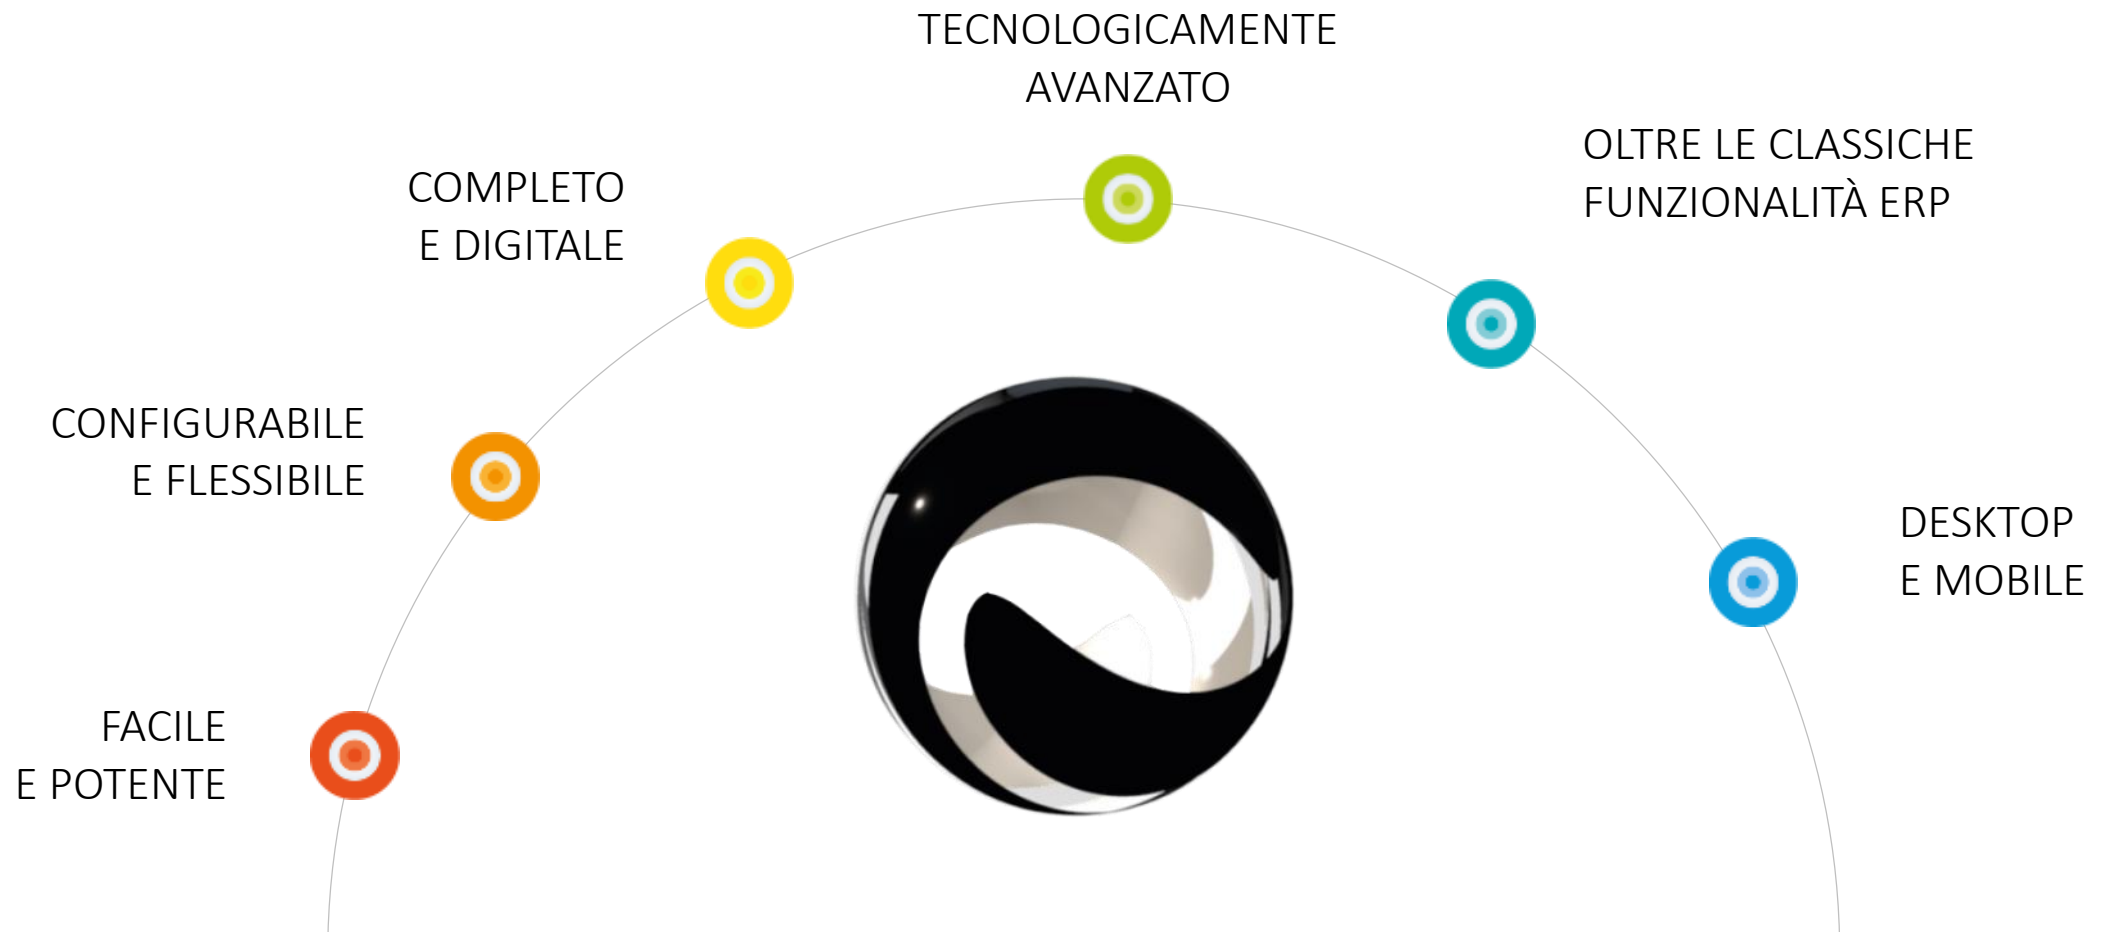 TECNOLOGICAMENTE
AVANZATO
OLTRE LE CLASSICHE
FUNZIONALITÀ ERP
COMPLETO
E DIGITALE
CONFIGURABILE
E FLESSIBILE
DESKTOP
E MOBILE
FACILE
E POTENTE